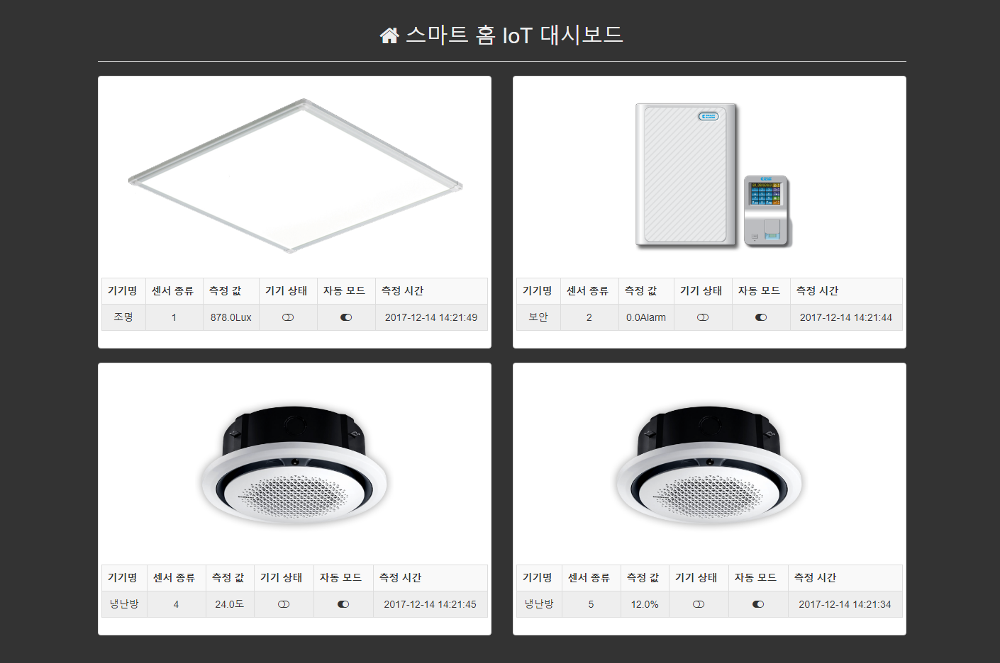 스마트 홈 IoT 대시보드
기기명 센서 종류 측정 값 기기 상태 자동 모드 측정 시간
조명 1 878.0Lux 2017-12-14 14:21:49
기기명 센서 종류 측정 값 기기 상태 자동 모드 측정 시간
보안 2 0.0Alarm 2017-12-14 14:21:44
기기명 센서 종류 측정 값 기기 상태 자동 모드 측정 시간
냉난방 4 24.0도 2017-12-14 14:21:45
기기명 센서 종류 측정 값 기기 상태 자동 모드 측정 시간
냉난방 5 12.0% 2017-12-14 14:21:34